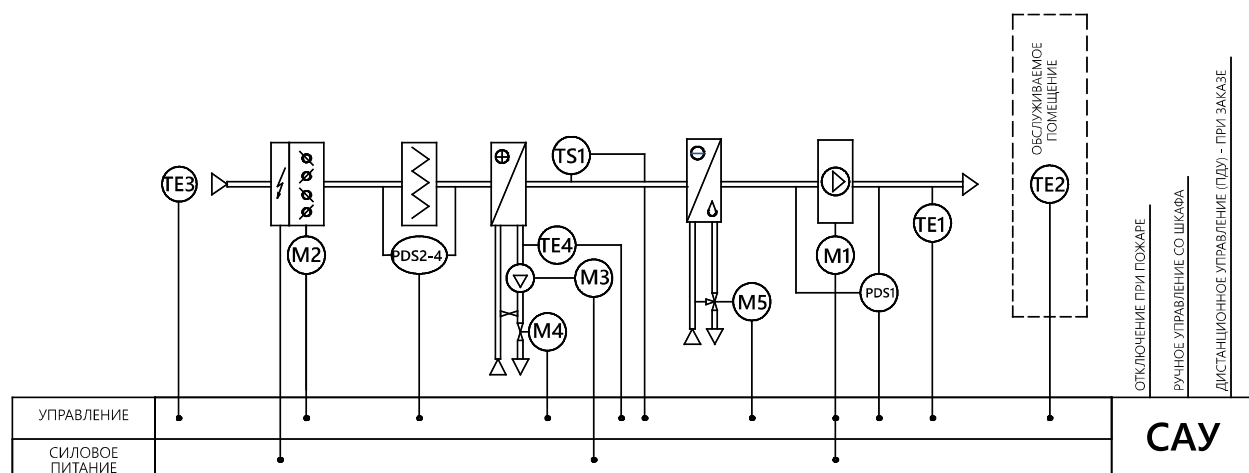 ОБСЛУЖИВАЕМОЕ
ПОМЕЩЕНИЕ
TE3
TS1
TE2
M2
PDS2-4
TE4
M3
M4
M5
M1
PDS1
TE1
ОТКЛЮЧЕНИЕ ПРИ ПОЖАРЕ
РУЧНОЕ УПРАВЛЕНИЕ СО ШКАФА
ДИСТАНЦИОННОЕ УПРАВЛЕНИЕ (ПДУ) - ПРИ ЗАКАЗЕ
УПРАВЛЕНИЕ
СИЛОВОЕ
ПИТАНИЕ
САУ